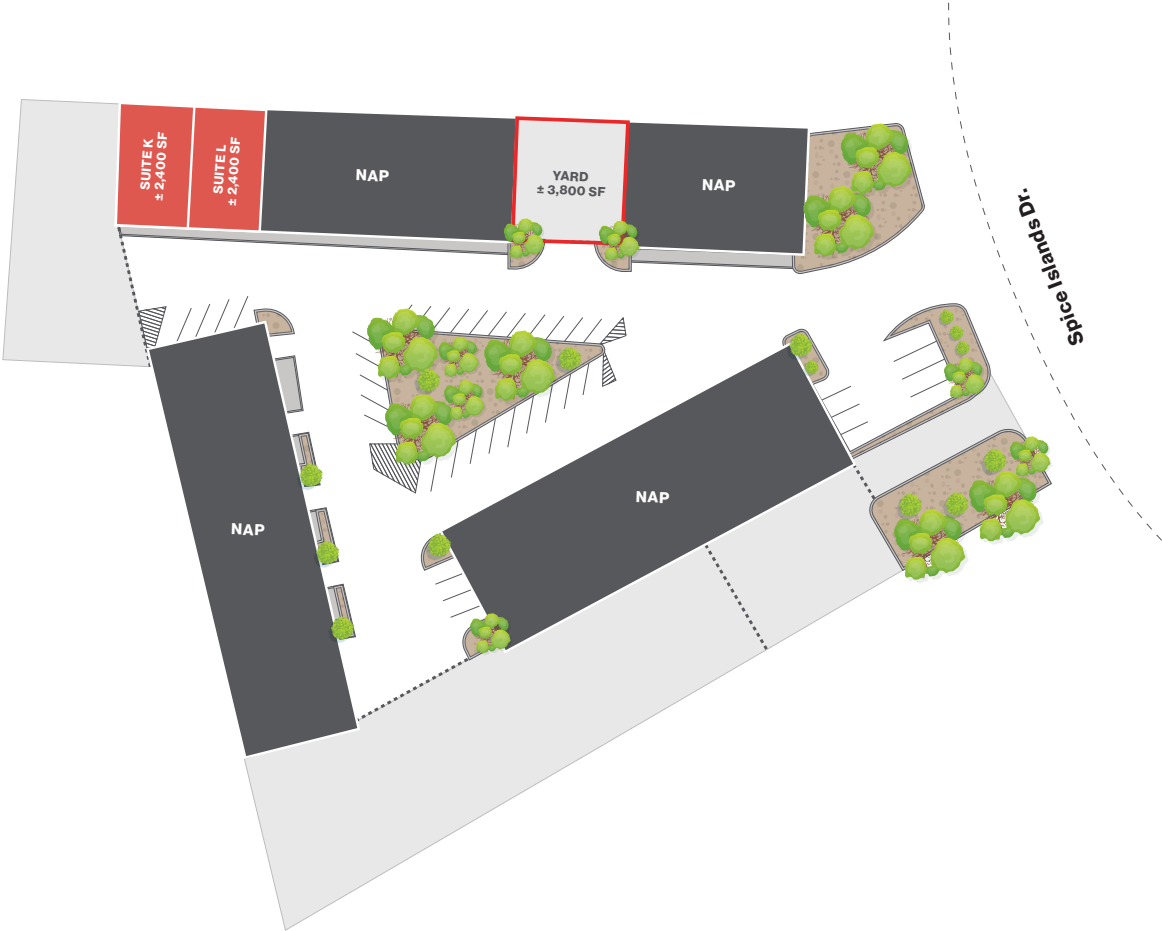 SUITE K
± 2,400 SF
SUITE L
± 2,400 SF
NAP
YARD
± 3,800 SF
NAP
Spice Islands Dr.
NAP
NAP